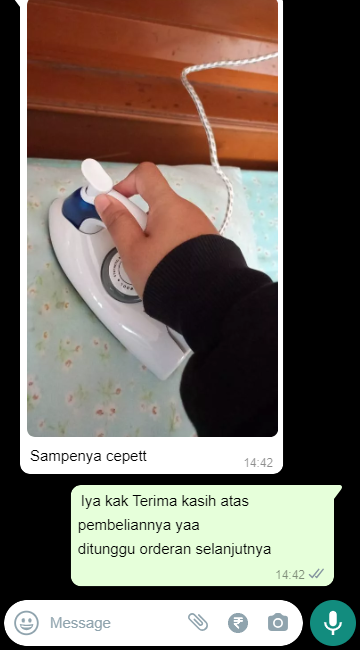 Sampenya cepett
14:42
Iya kak Terima kasih atas
pembeliannya yaa
ditunggu orderan selanjutnya
14:42
Message